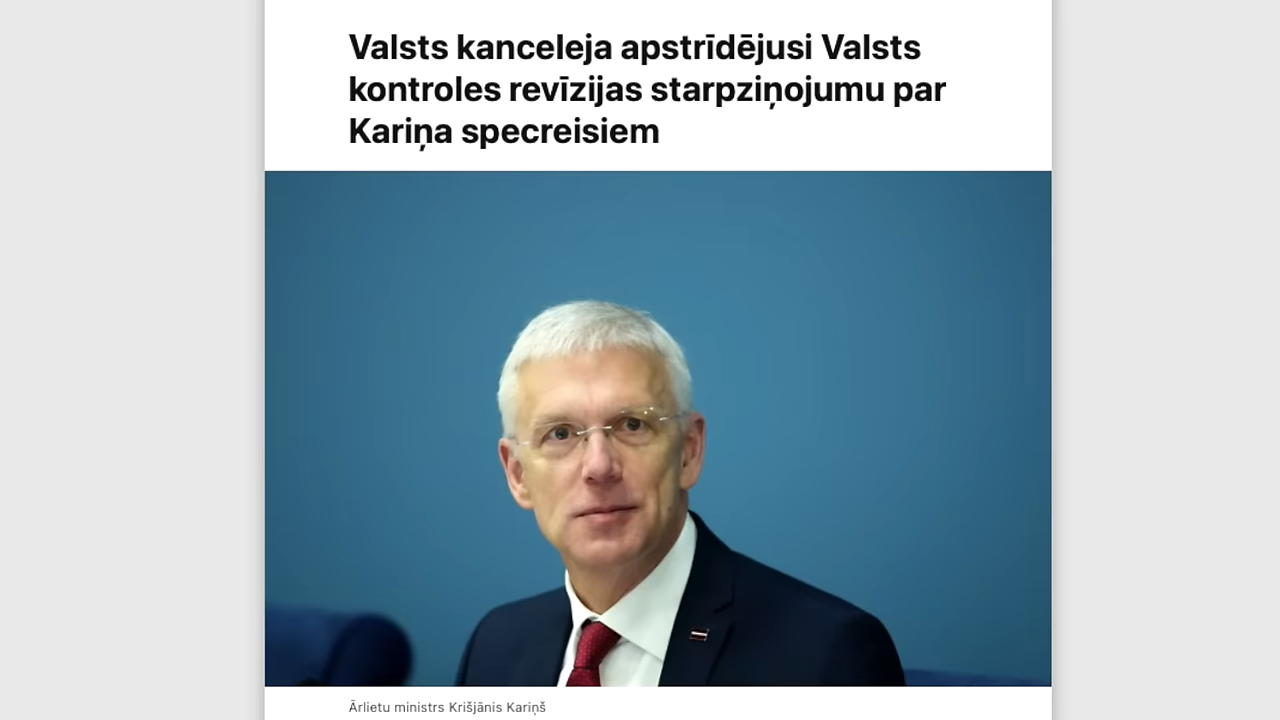 Valsts kanceleja apstrīdējusi Valsts
kontroles revīzijas starpziņojumu par
Kariņa specreisiem
Ārlietu ministrs Krišjānis Kariņš